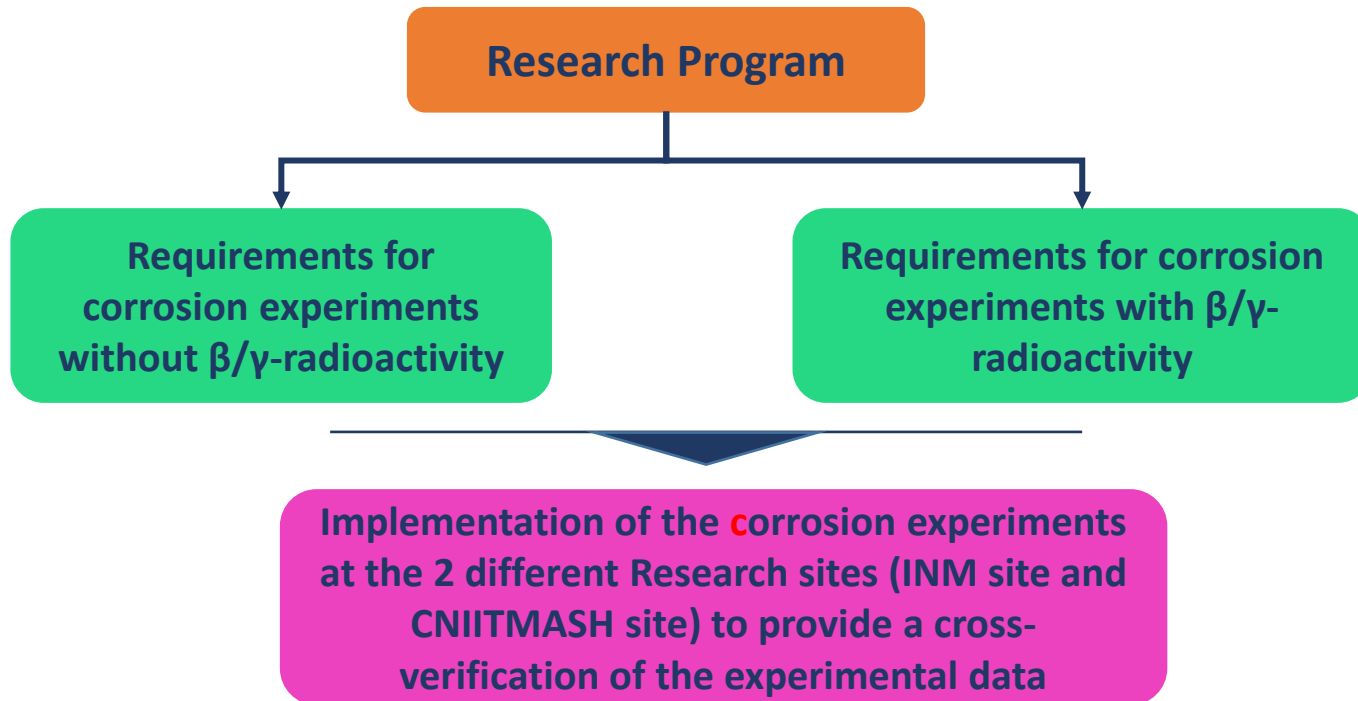 Research Program
Requirements for
corrosion experiments
without β/γ-radioactivity
Requirements for corrosion
experiments with β/γ-
radioactivity
Implementation of the corrosion experiments
at the 2 different Research sites (INM site and
CNIITMASH site) to provide a cross-
verification of the experimental data